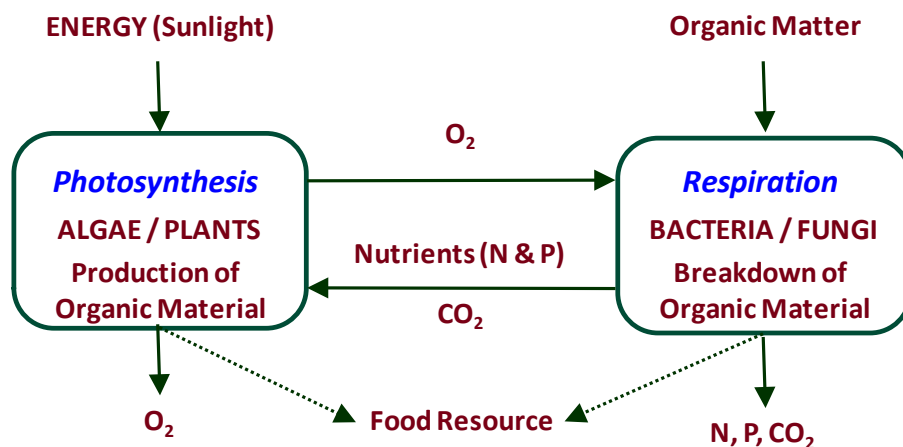 ENERGY (Sunlight)
Organic Matter
O₂
Photosynthesis
ALGAE / PLANTS
Production of
Organic Material
Nutrients (N & P)
CO₂
Respiration
BACTERIA / FUNGI
Breakdown of
Organic Material
O₂
Food Resource
N, P, CO₂